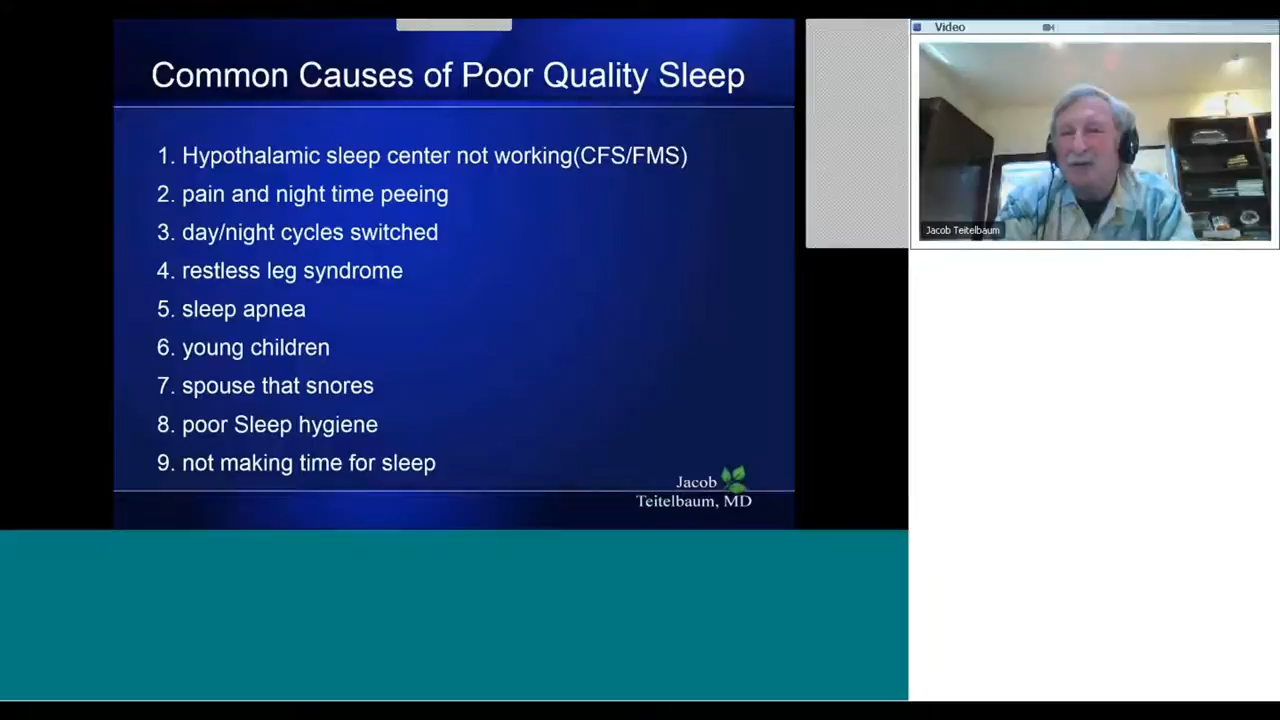 Common Causes of Poor Quality Sleep
1. Hypothalamic sleep center not working(CFS/FMS)
2. pain and night time peeing
3. day/night cycles switched
4. restless leg syndrome
5. sleep apnea
6. young children
7. spouse that snores
8. poor Sleep hygiene
9. not making time for sleep
Jacob
Teitelbaum, MD
Video
Jacob Teitelbaum